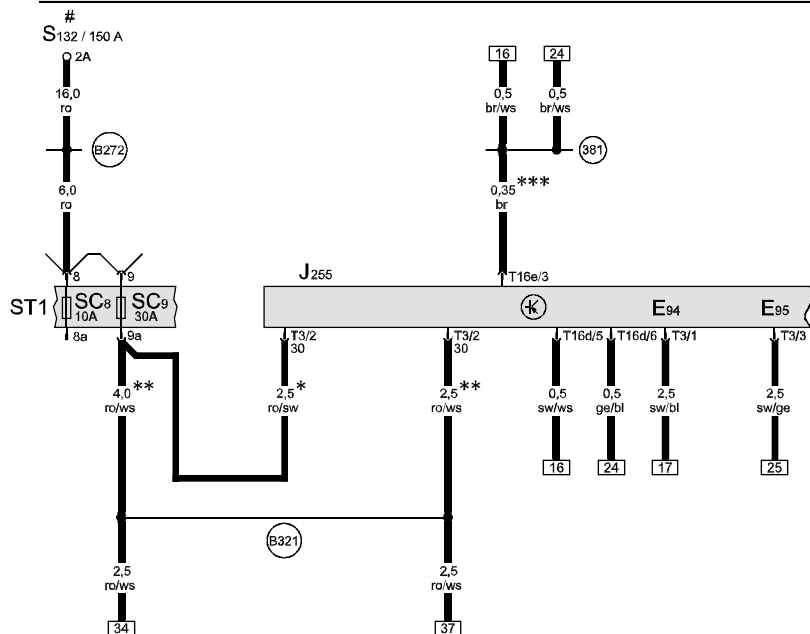 #
S132 / 150 A
2A
16 24
16,0
ro
0,5
br/ws
0,5
br/ws
B272
381
6,0
ro
0,35
br
***
8 9
J255
T16e/3
ST1
SC8
10A
SC9
30A
E94
E95
8a 9a
T3/2
30
T3/2
30
T16d/5 T16d/6 T3/1 T3/3
4,0
ro/ws
**
2,5
ro/sw
*
2,5
ro/ws
**
0,5
sw/ws
0,5
ge/bl
2,5
sw/bl
2,5
sw/ge
16 24 17 25
B321
2,5
ro/ws
2,5
ro/ws
34 37